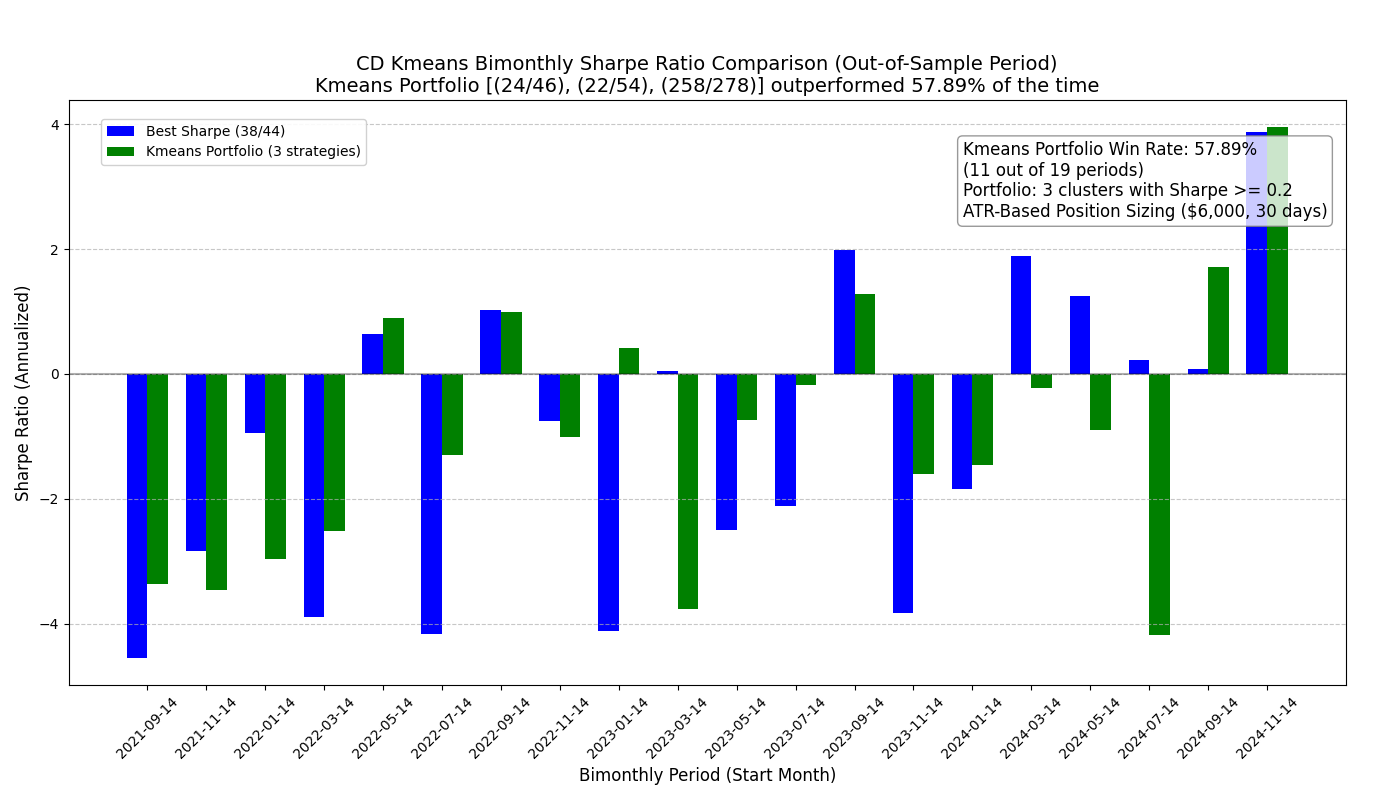 CD Kmeans Bimonthly Sharpe Ratio Comparison (Out-of-Sample Period)
Kmeans Portfolio [(24/46), (22/54), (258/278)] outperformed 57.89% of the time
Best Sharpe (38/44)
Kmeans Portfolio (3 strategies)
Kmeans Portfolio Win Rate: 57.89%
(11 out of 19 periods)
Portfolio: 3 clusters with Sharpe >= 0.2
ATR-Based Position Sizing ($6,000, 30 days)
Sharpe Ratio (Annualized)
4
2
0
−2
−4
2021-09-14
2021-11-14
2022-01-14
2022-03-14
2022-05-14
2022-07-14
2022-09-14
2022-11-14
2023-01-14
2023-03-14
2023-05-14
2023-07-14
2023-09-14
2023-11-14
2024-01-14
2024-03-14
2024-05-14
2024-07-14
2024-09-14
2024-11-14
Bimonthly Period (Start Month)